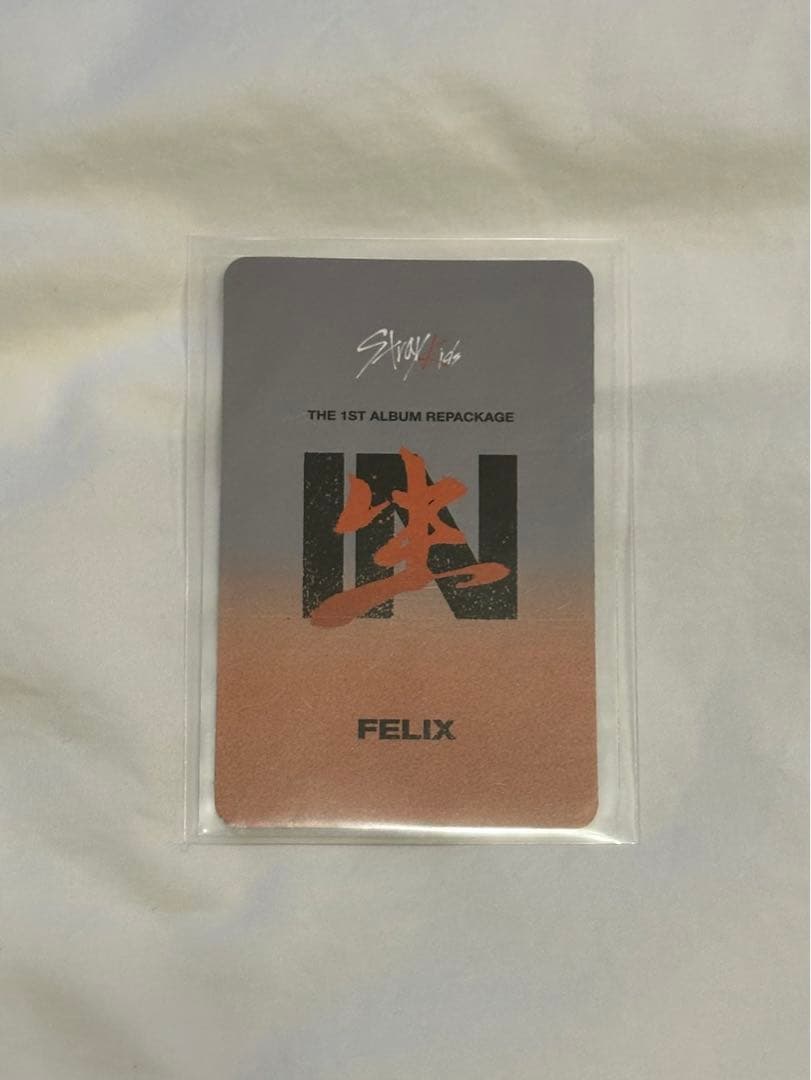 Stray Kids
THE 1ST ALBUM REPACKAGE
IN生
FELIX